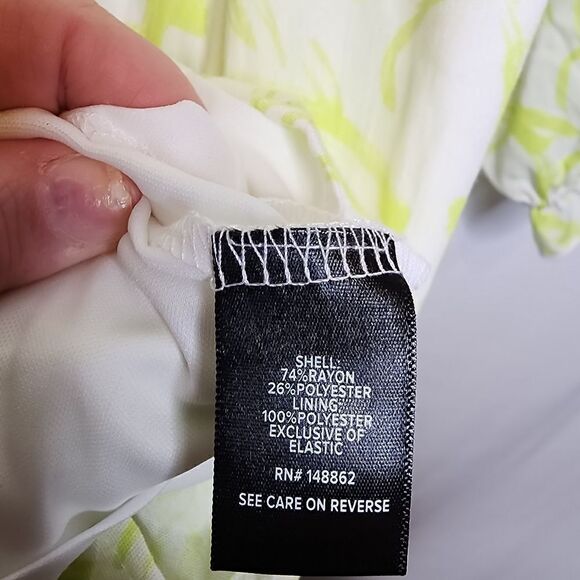 SHELL:
74%RAYON
26%POLYESTER
LINING:
100%POLYESTER
EXCLUSIVE OF
ELASTIC
RN# 148862
SEE CARE ON REVERSE